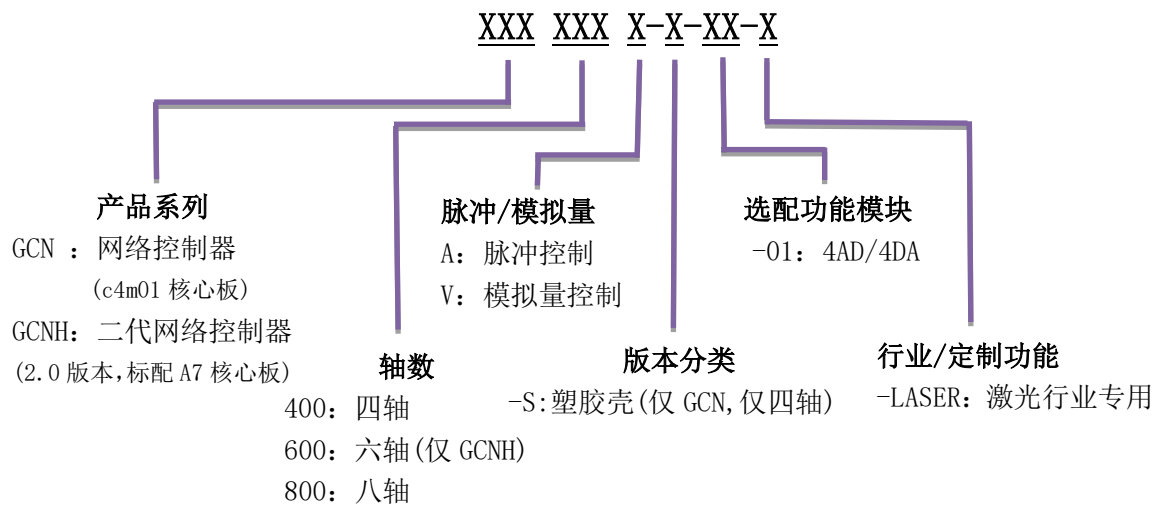 XXX XXX X-X-XX-X
产品系列
GCN ：网络控制器
(c4m01 核心板)
GCNH：二代网络控制器
(2.0 版本,标配 A7 核心板)
轴数
400：四轴
600：六轴(仅 GCNH)
800：八轴
脉冲/模拟量
A：脉冲控制
V：模拟量控制
版本分类
-S:塑胶壳(仅 GCN,仅四轴)
选配功能模块
-01：4AD/4DA
行业/定制功能
-LASER：激光行业专用